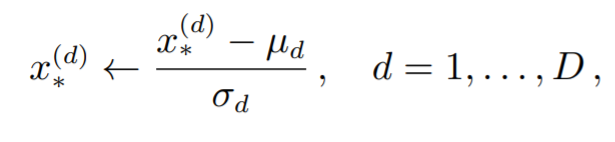 $x_*^{(d)} \leftarrow \frac{x_*^{(d)} - \mu_d}{\sigma_d}\,, \quad d = 1, \ldots, D\,,$